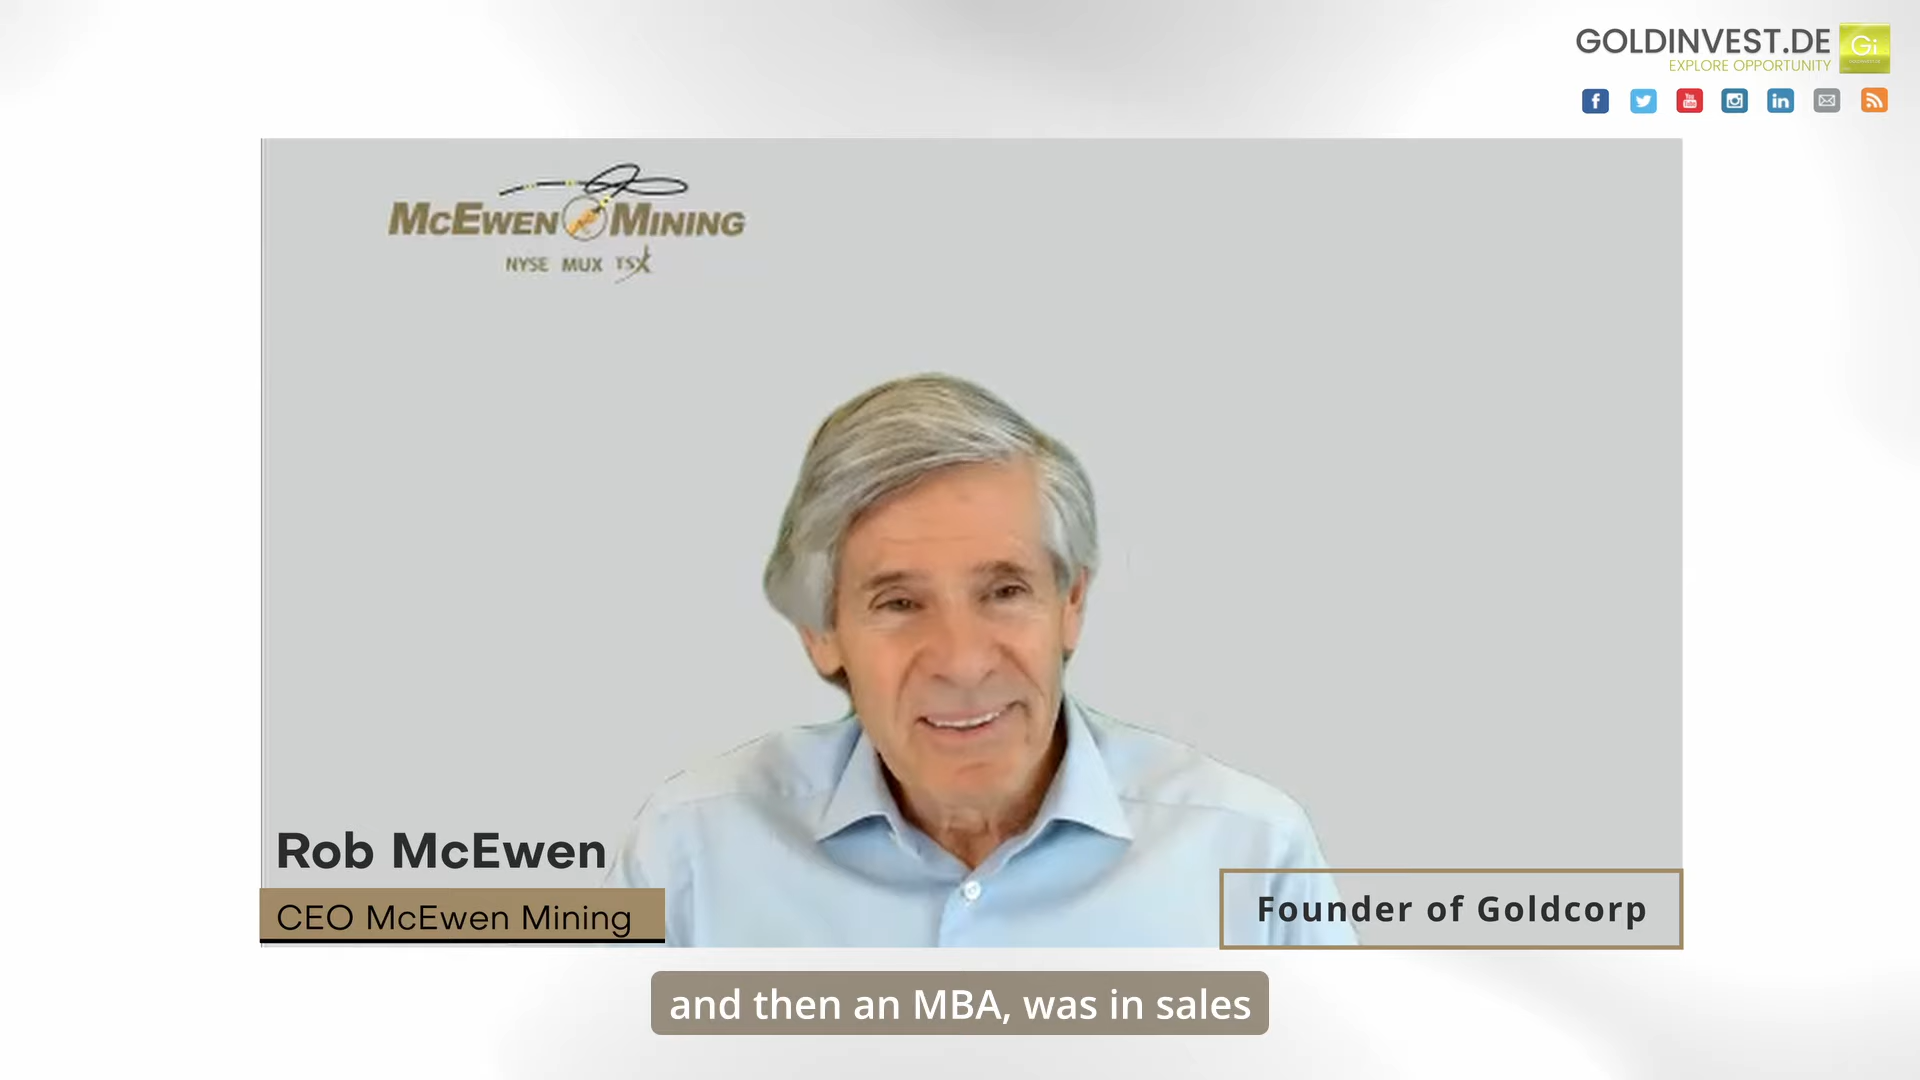 GOLDINVEST.DE
EXPLORE OPPORTUNITY
Gi
McEwen Mining
NYSE MUX TSX
Rob McEwen
CEO McEwen Mining
Founder of Goldcorp
and then an MBA, was in sales